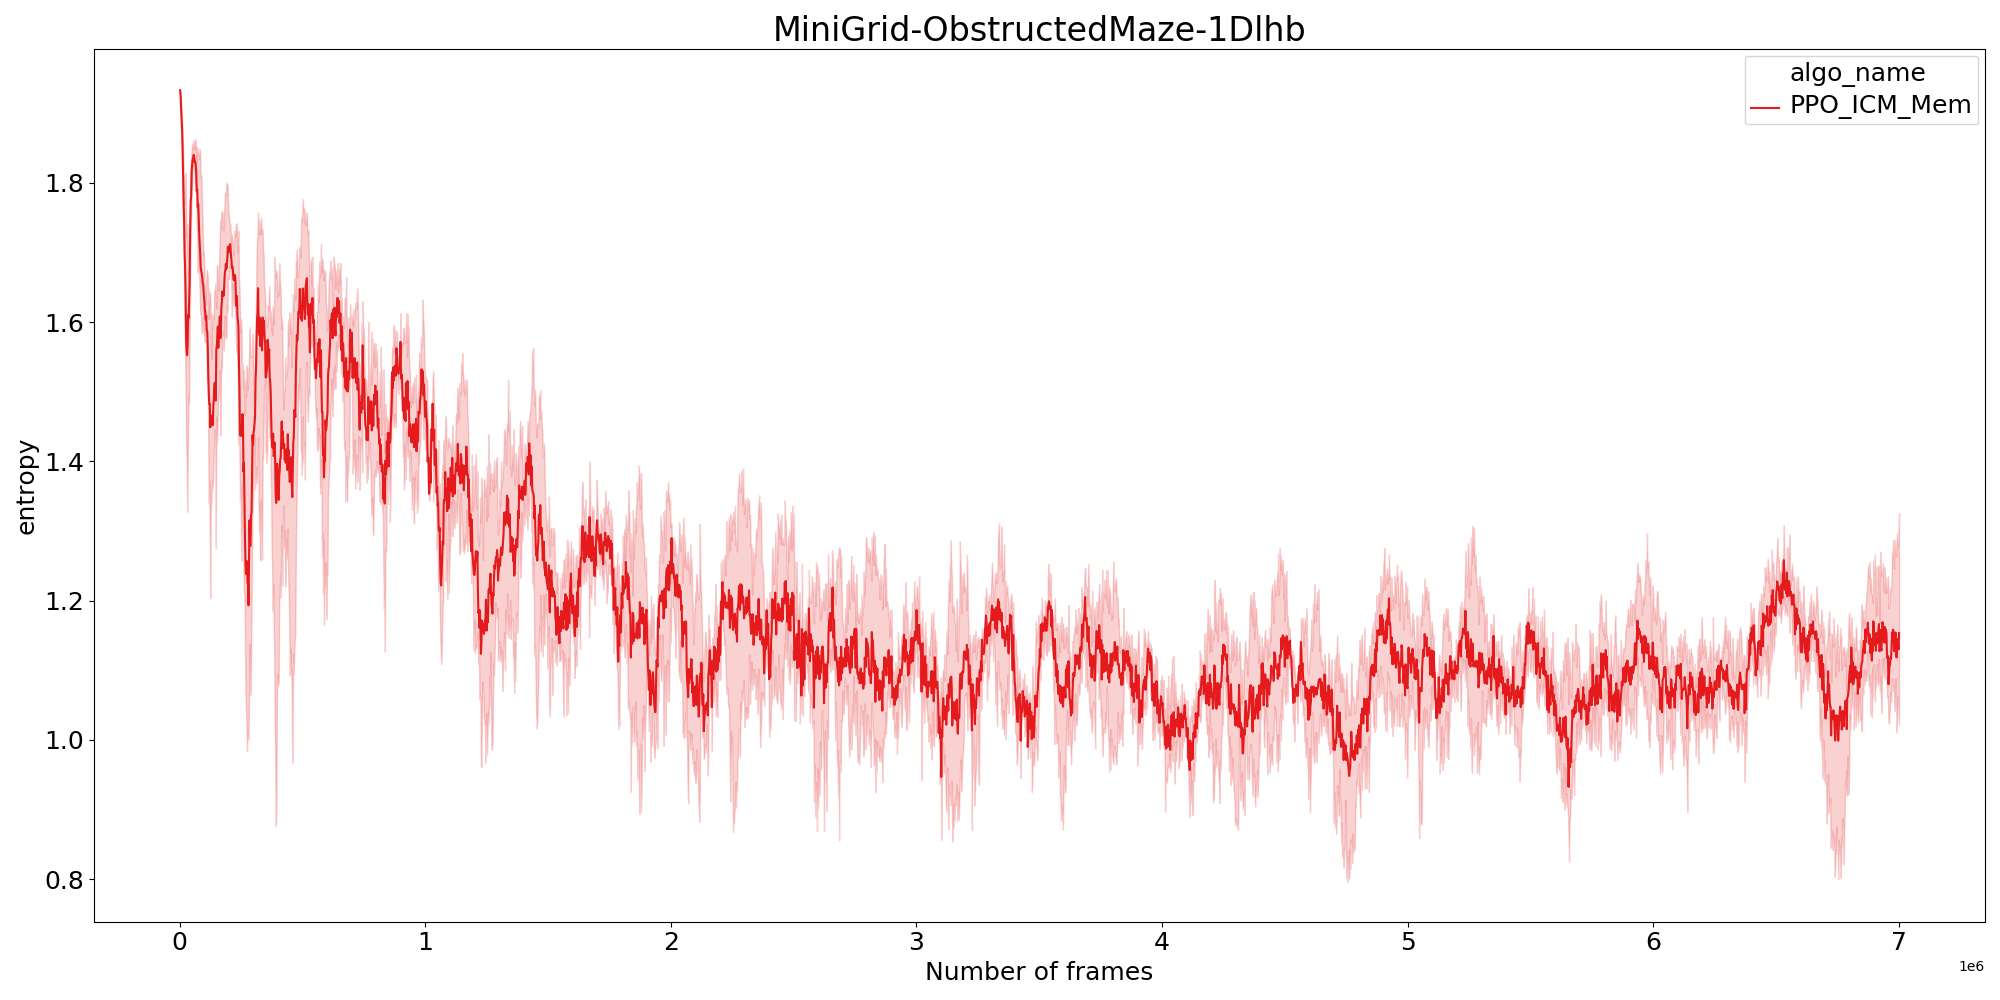 MiniGrid-ObstructedMaze-1Dlhb
algo_name
PPO_ICM_Mem
entropy
1.8
1.6
1.4
1.2
1.0
0.8
0 1 2 3 4 5 6 7
1e6
Number of frames